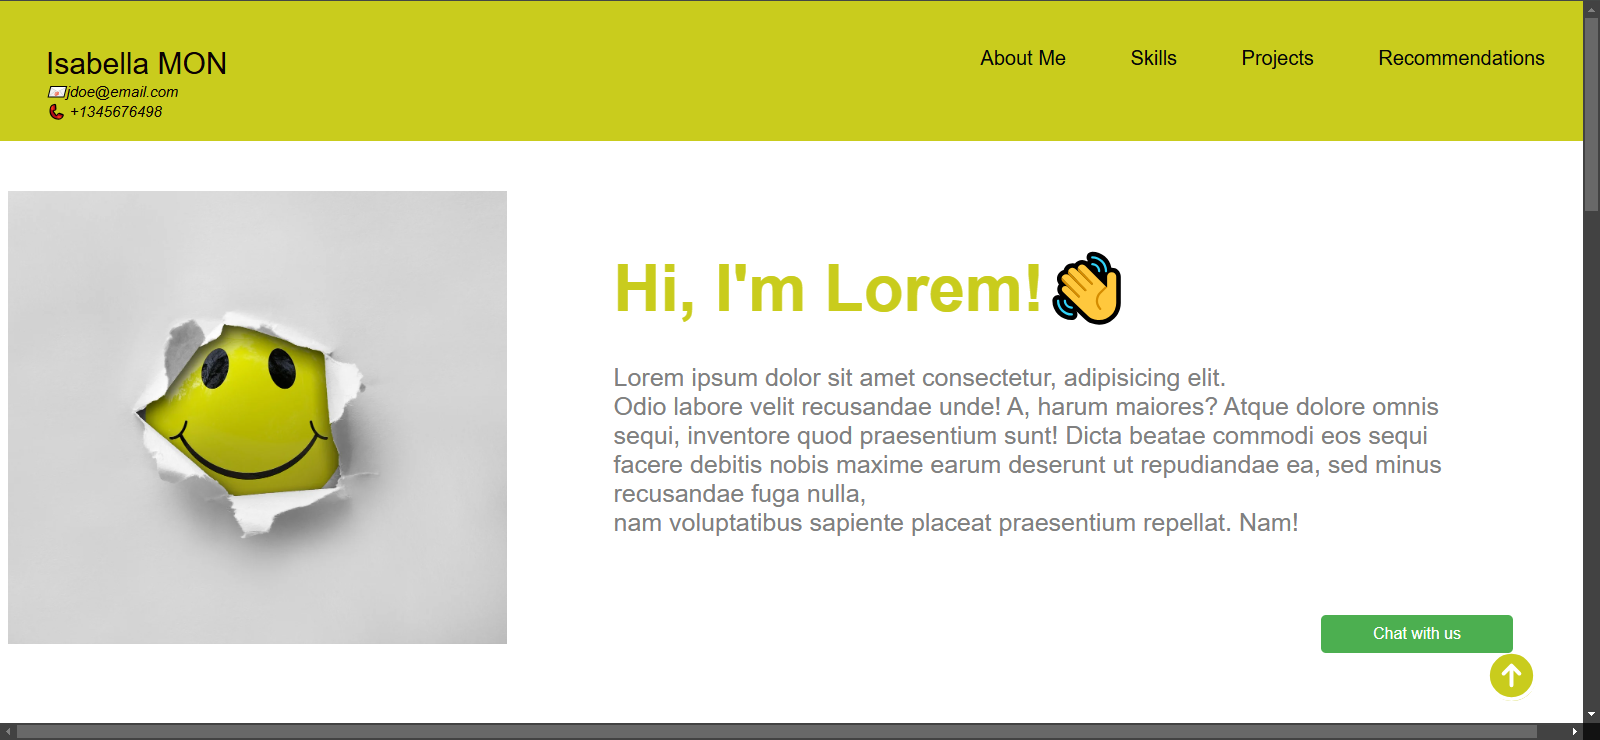 Isabella MON
📧jdoe@email.com
📞 +1345676498
About Me
Skills
Projects
Recommendations
Hi, I'm Lorem!👋
Lorem ipsum dolor sit amet consectetur, adipisicing elit.
Odio labore velit recusandae unde! A, harum maiores? Atque dolore omnis
sequi, inventore quod praesentium sunt! Dicta beatae commodi eos sequi
facere debitis nobis maxime earum deserunt ut repudiandae ea, sed minus
recusandae fuga nulla,
nam voluptatibus sapiente placeat praesentium repellat. Nam!
Chat with us